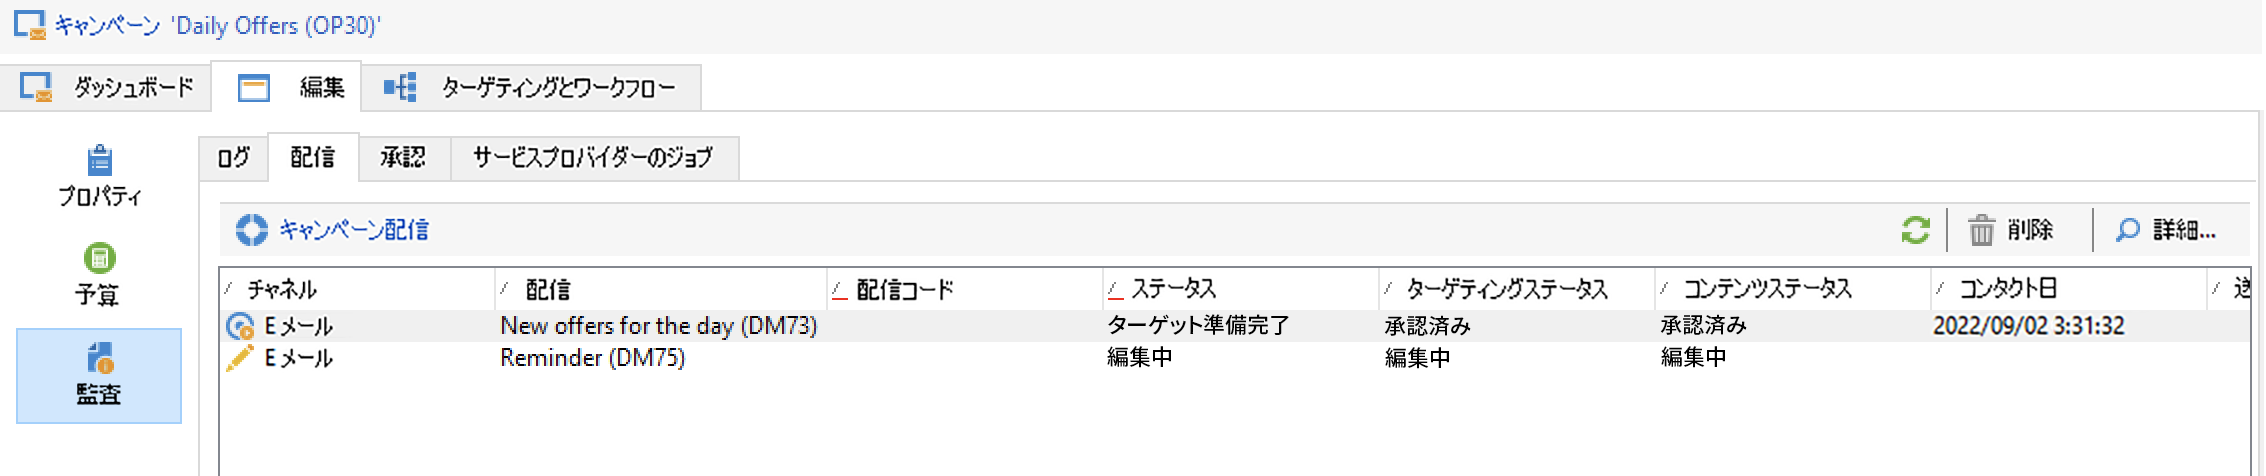 キャンペーン 'Daily Offers (OP30)'
ダッシュボード 編集 ターゲティングとワークフロー
ログ 配信 承認 サービスプロバイダーのジョブ
プロパティ
キャンペーン配信 削除 詳細...
予算
チャネル 配信 配信コード ステータス ターゲティングステータス コンテンツステータス コンタクト日 送
Eメール New offers for the day (DM73) ターゲット準備完了 承認済み 承認済み 2022/09/02 3:31:32
Eメール Reminder (DM75) 編集中 編集中 編集中
監査